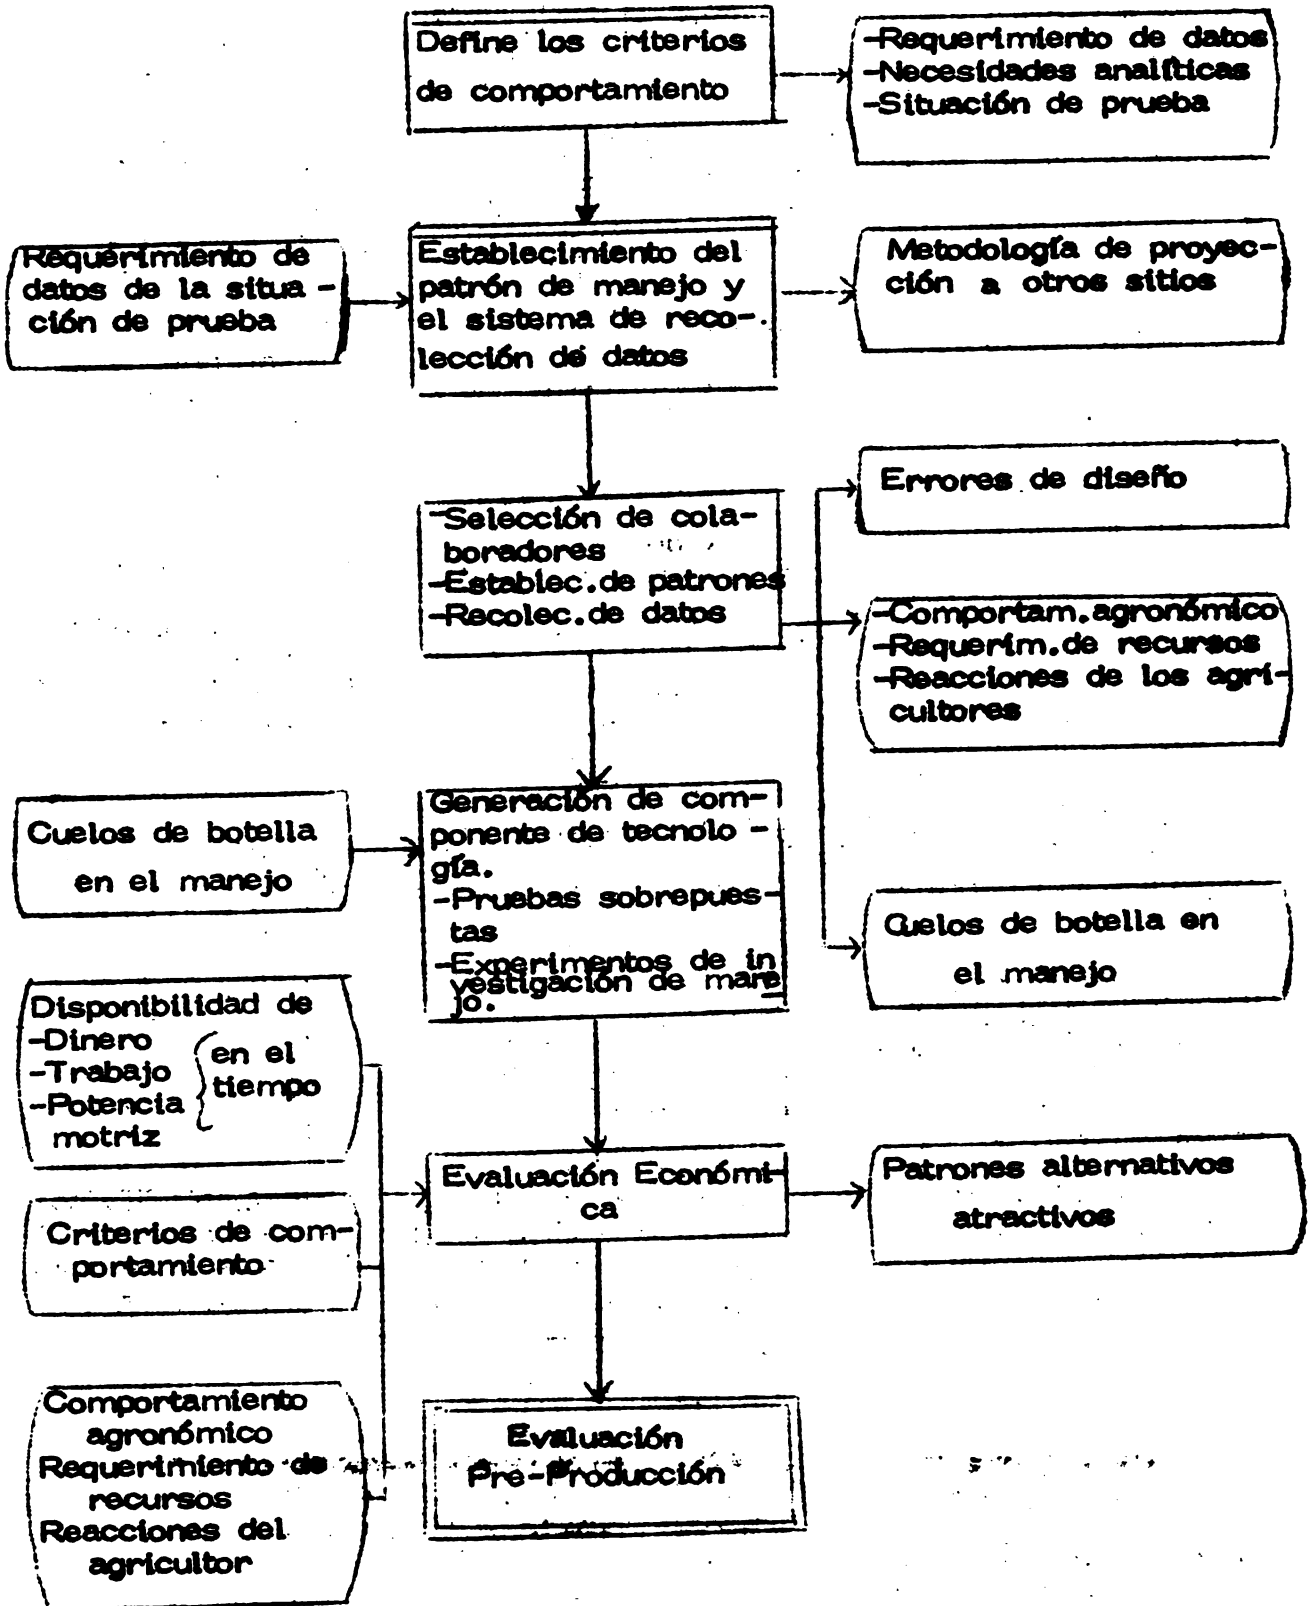 Define los criterios
de comportamiento
-Requerimiento de datos
-Necesidades analíticas
-Situación de prueba
Requerimiento de
datos de la situa -
ción de prueba
Establecimiento del
patrón de manejo y
el sistema de reco-.
lección de datos
Metodología de proyec-
ción a otros sitios
-Selección de cola-
boradores
-Establec.de patrones
-Recolec.de datos
Errores de diseño
-Comportam.agronómico
-Requerim.de recursos
-Reacciones de los agri-
cultores
Cuelos de botella
en el manejo
Generación de com-
ponente de tecnolo -
gía.
-Pruebas sobrepues-
tas
-Experimentos de in
vestigación de mane
jo.
Cuelos de botella en
el manejo
Disponibilidad de
-Dinero
-Trabajo
-Potencia
motriz
en el
tiempo
Evaluación Económi-
ca
Patrones alternativos
atractivos
Criterios de com-
portamiento
Comportamiento
agronómico
Requerimiento de
recursos
Reacciones del
agricultor
Evaluación
Pre-Producción